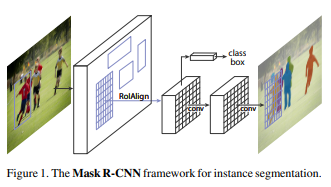 class
box
RoIAlign
conv
conv
Figure 1. The Mask R-CNN framework for instance segmentation.